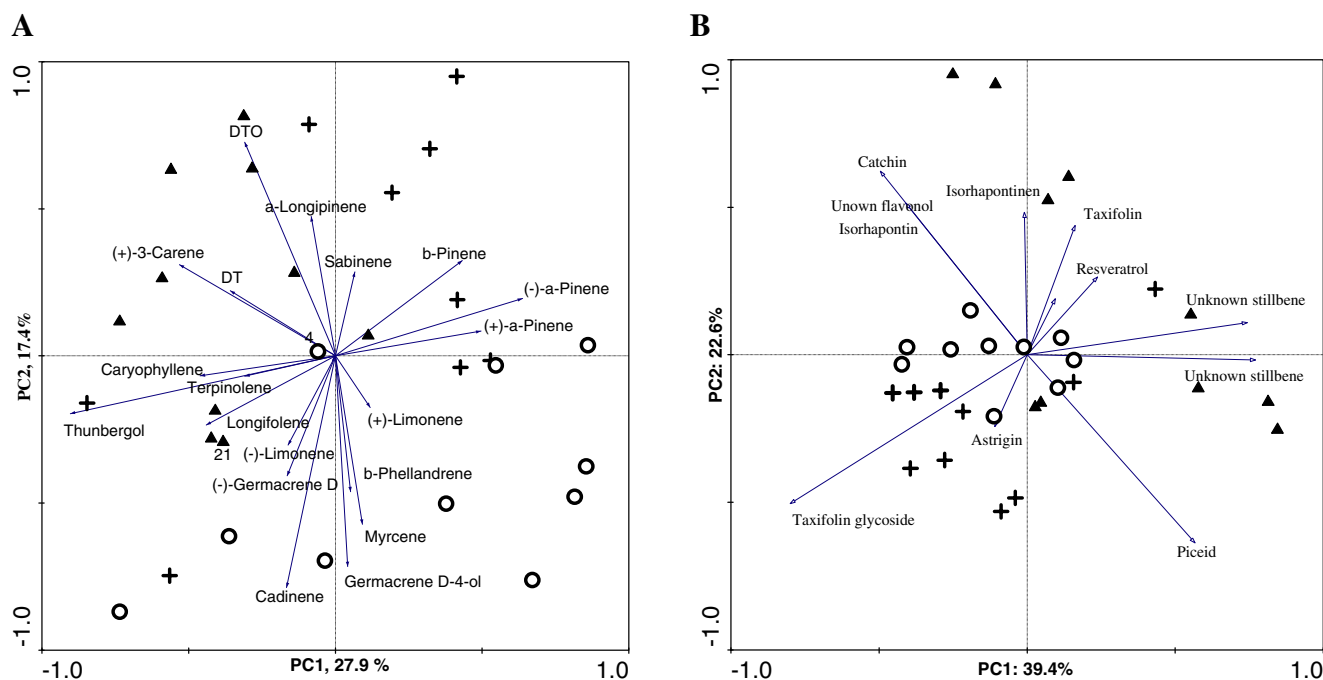 A
1.0
DTO
a-Longipinene
(+)-3-Carene
Sabinene
b-Pinene
DT
(-)-a-Pinene
(+)-a-Pinene
4
PC2, 17.4%
Caryophyllene
Terpinolene
(+)-Limonene
Thunbergol
Longifolene
21
(-)-Limonene
b-Phellandrene
(-)-Germacrene D
Myrcene
Germacrene D-4-ol
Cadinene
-1.0
-1.0
PC1, 27.9 %
1.0
B
1.0
Catchin
Isorhapontinen
Unown flavonol
Taxifolin
Isorhapontin
Resveratrol
Unknown stillbene
PC2: 22.6%
Unknown stillbene
Astrigin
Taxifolin glycoside
Piceid
-1.0
-1.0
PC1: 39.4%
1.0